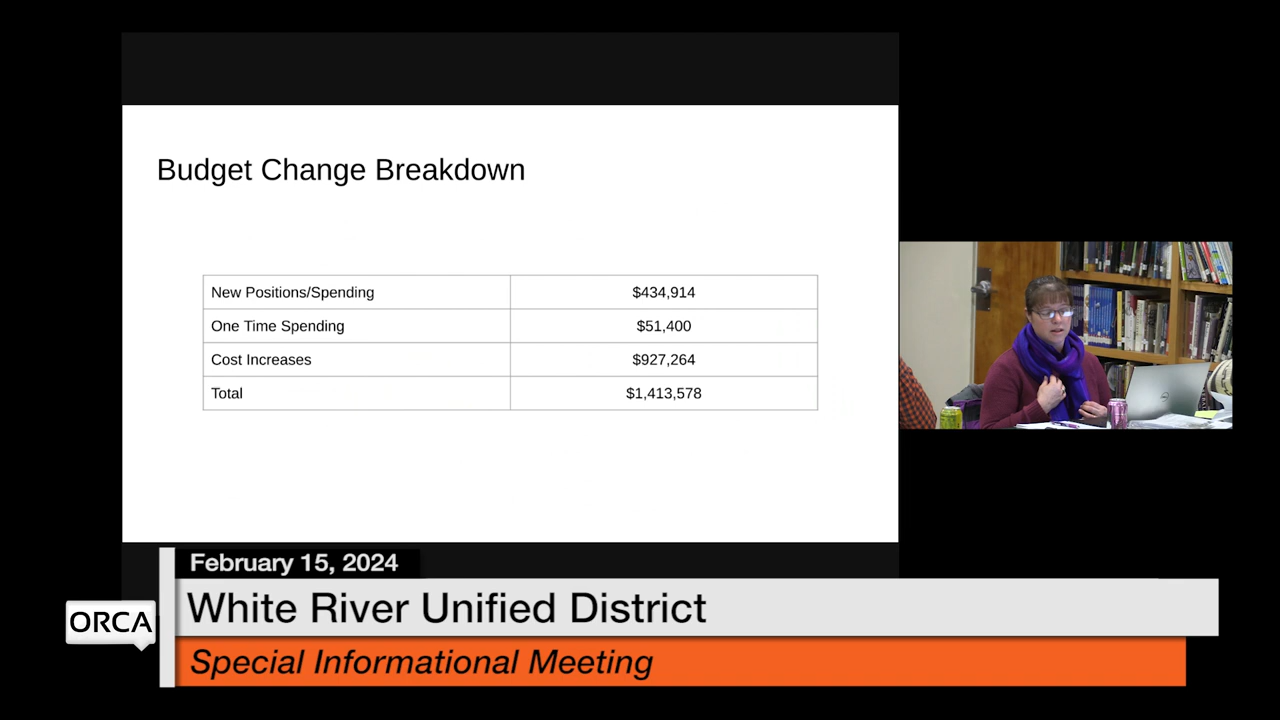 Budget Change Breakdown
New Positions/Spending $434,914
One Time Spending $51,400
Cost Increases $927,264
Total $1,413,578
February 15, 2024
White River Unified District
ORCA
Special Informational Meeting